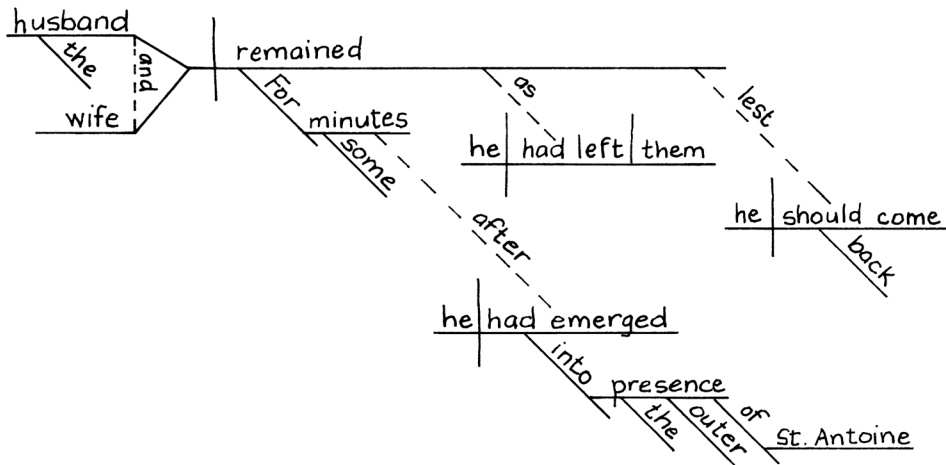 husband
the
and
wife
remained
For
minutes
some
after
he had emerged
into
presence
the
outer
of
St. Antoine
as
he had left them
lest
he should come
back